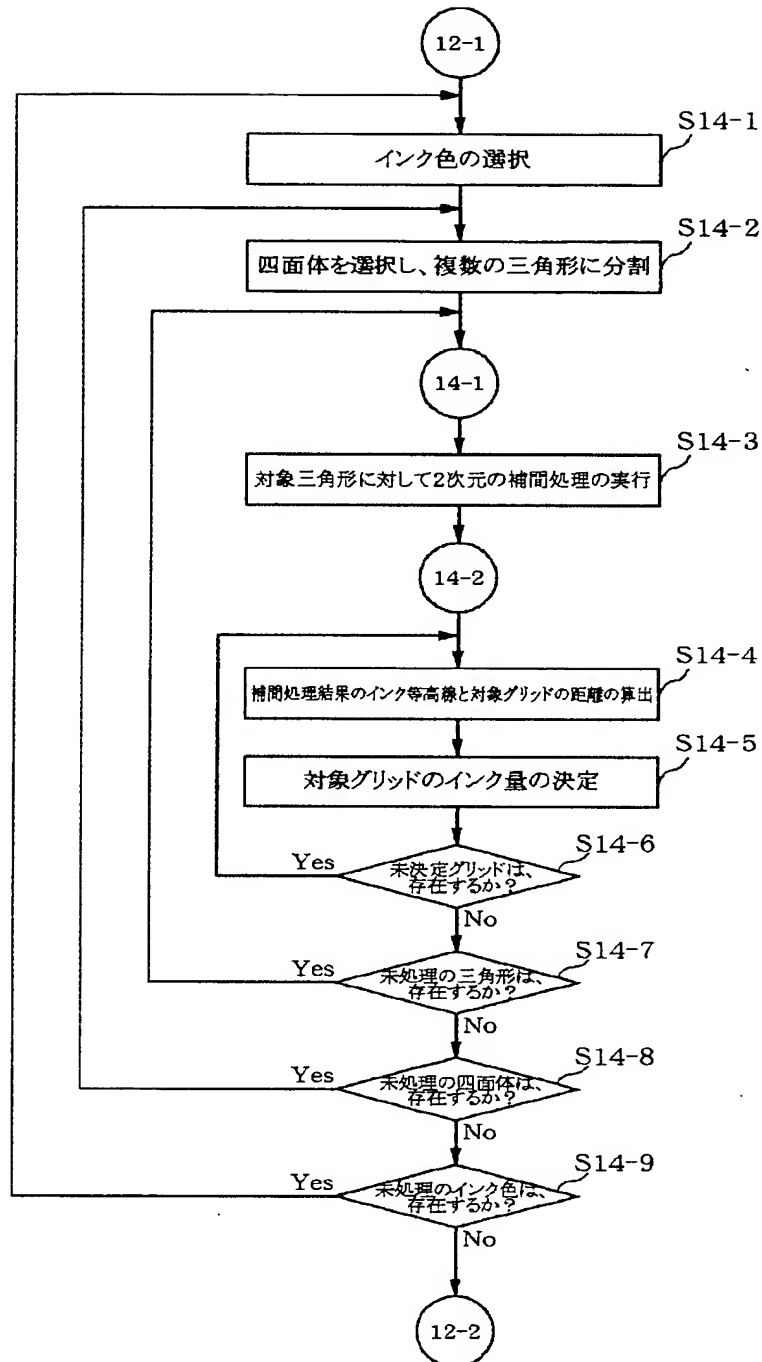 12-1
S14-1
インク色の選択
S14-2
四面体を選択し、複数の三角形に分割
14-1
S14-3
対象三角形に対して2次元の補間処理の実行
14-2
S14-4
補間処理結果のインク等高線と対象グリッドの距離の算出
S14-5
対象グリッドのインク量の決定
S14-6
Yes
未決定グリッドは、
存在するか？
No
S14-7
Yes
未処理の三角形は、
存在するか？
No
S14-8
Yes
未処理の四面体は、
存在するか？
No
S14-9
Yes
未処理のインク色は、
存在するか？
No
12-2